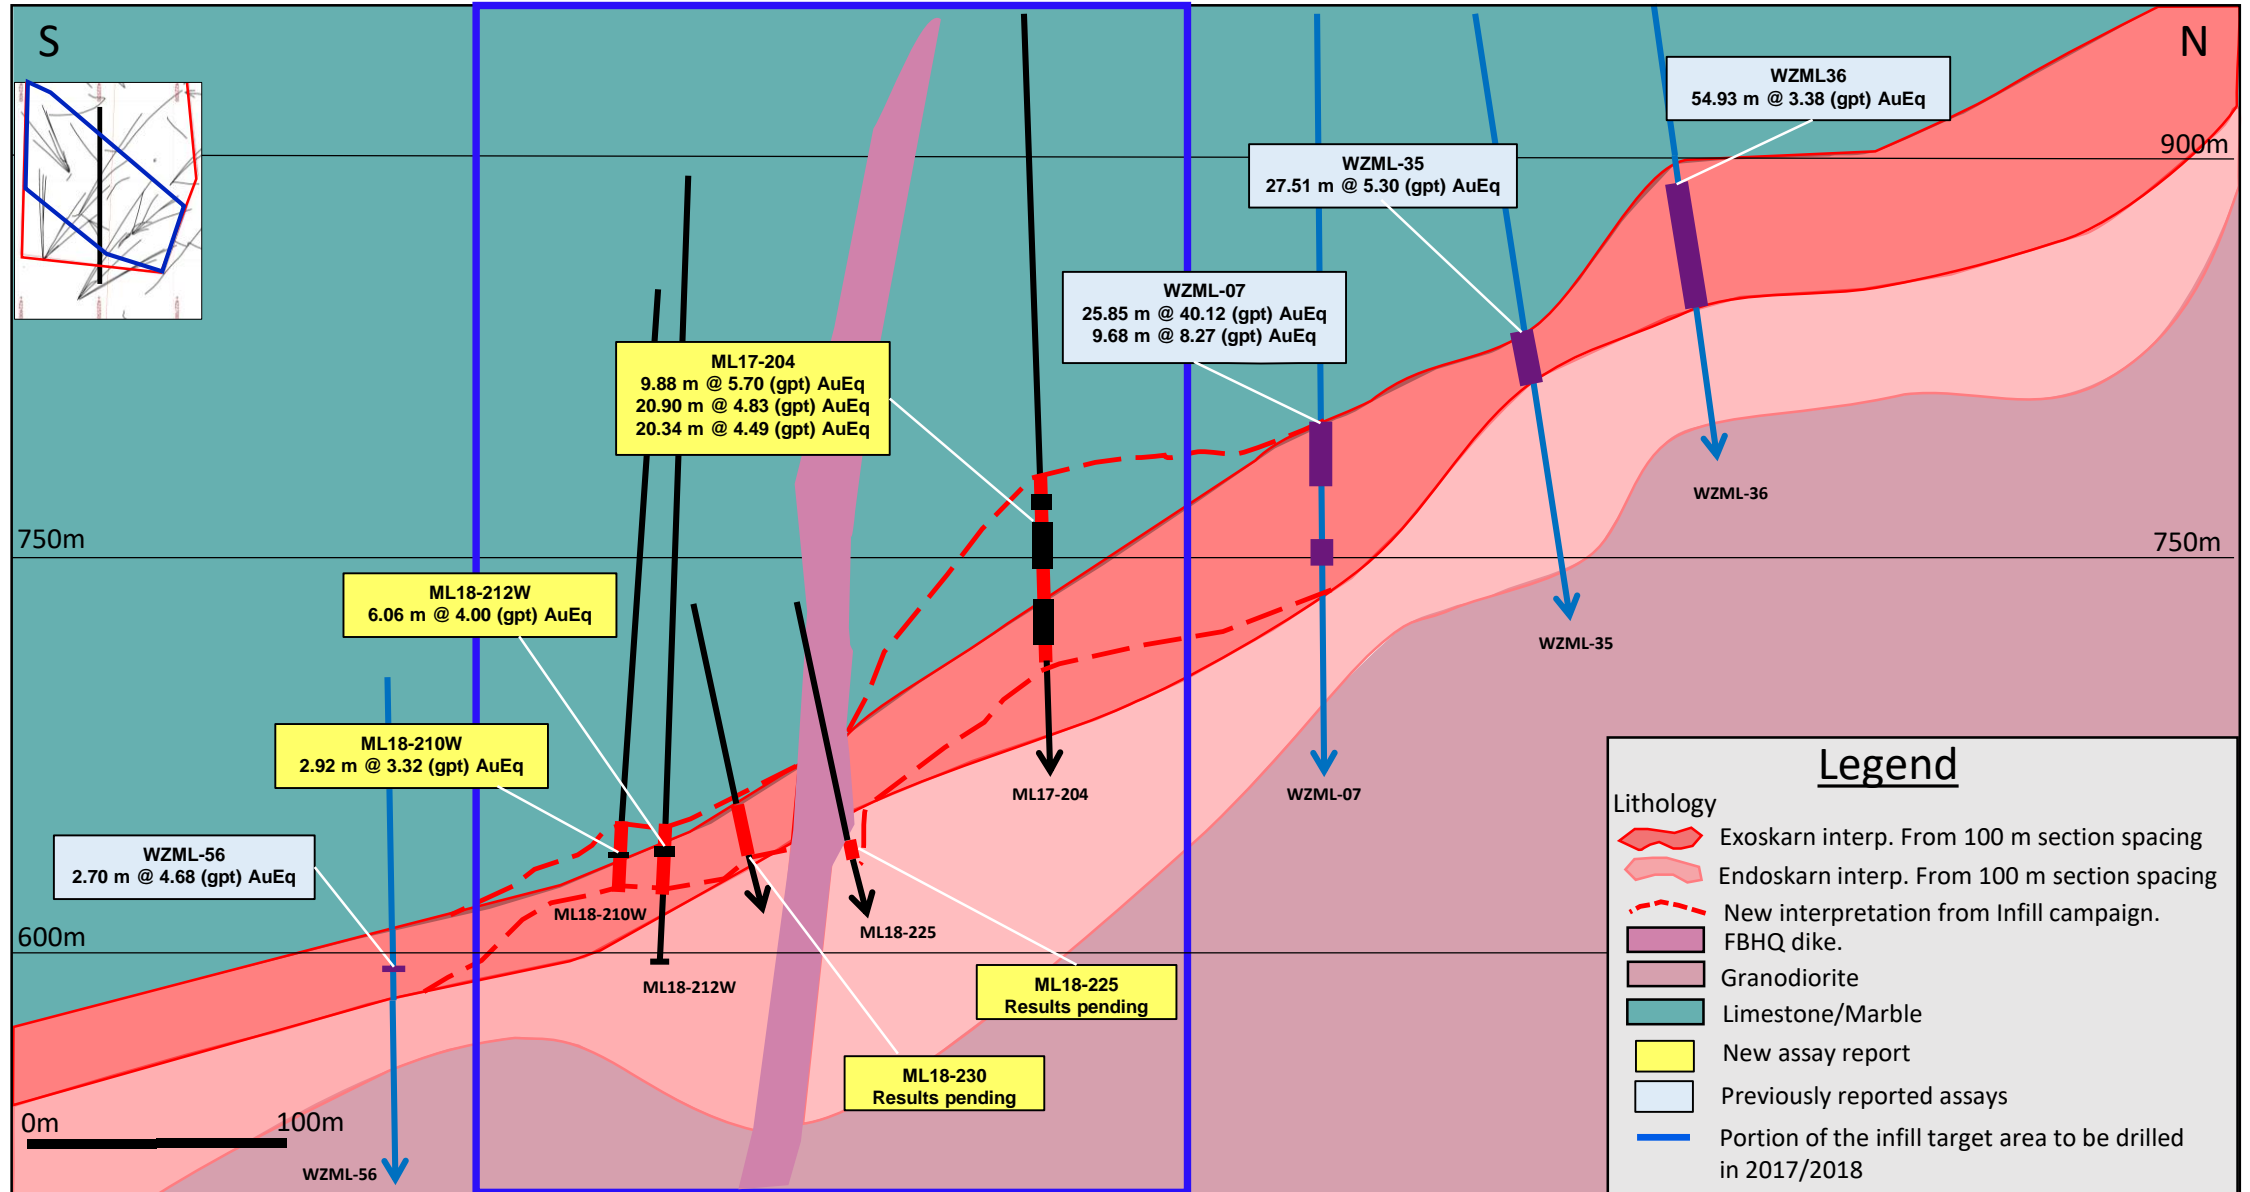 S
N
WZML36
54.93 m @ 3.38 (gpt) AuEq
900m
WZML-35
27.51 m @ 5.30 (gpt) AuEq
WZML-07
25.85 m @ 40.12 (gpt) AuEq
9.68 m @ 8.27 (gpt) AuEq
ML17-204
9.88 m @ 5.70 (gpt) AuEq
20.90 m @ 4.83 (gpt) AuEq
20.34 m @ 4.49 (gpt) AuEq
WZML-36
750m
750m
ML18-212W
6.06 m @ 4.00 (gpt) AuEq
WZML-35
ML18-210W
2.92 m @ 3.32 (gpt) AuEq
ML17-204
WZML-07
WZML-56
2.70 m @ 4.68 (gpt) AuEq
ML18-210W
ML18-225
600m
ML18-212W
ML18-225
Results pending
ML18-230
Results pending
0m
100m
WZML-56
Legend
Lithology
Exoskarn interp. From 100 m section spacing
Endoskarn interp. From 100 m section spacing
New interpretation from Infill campaign.
FBHQ dike.
Granodiorite
Limestone/Marble
New assay report
Previously reported assays
Portion of the infill target area to be drilled
in 2017/2018